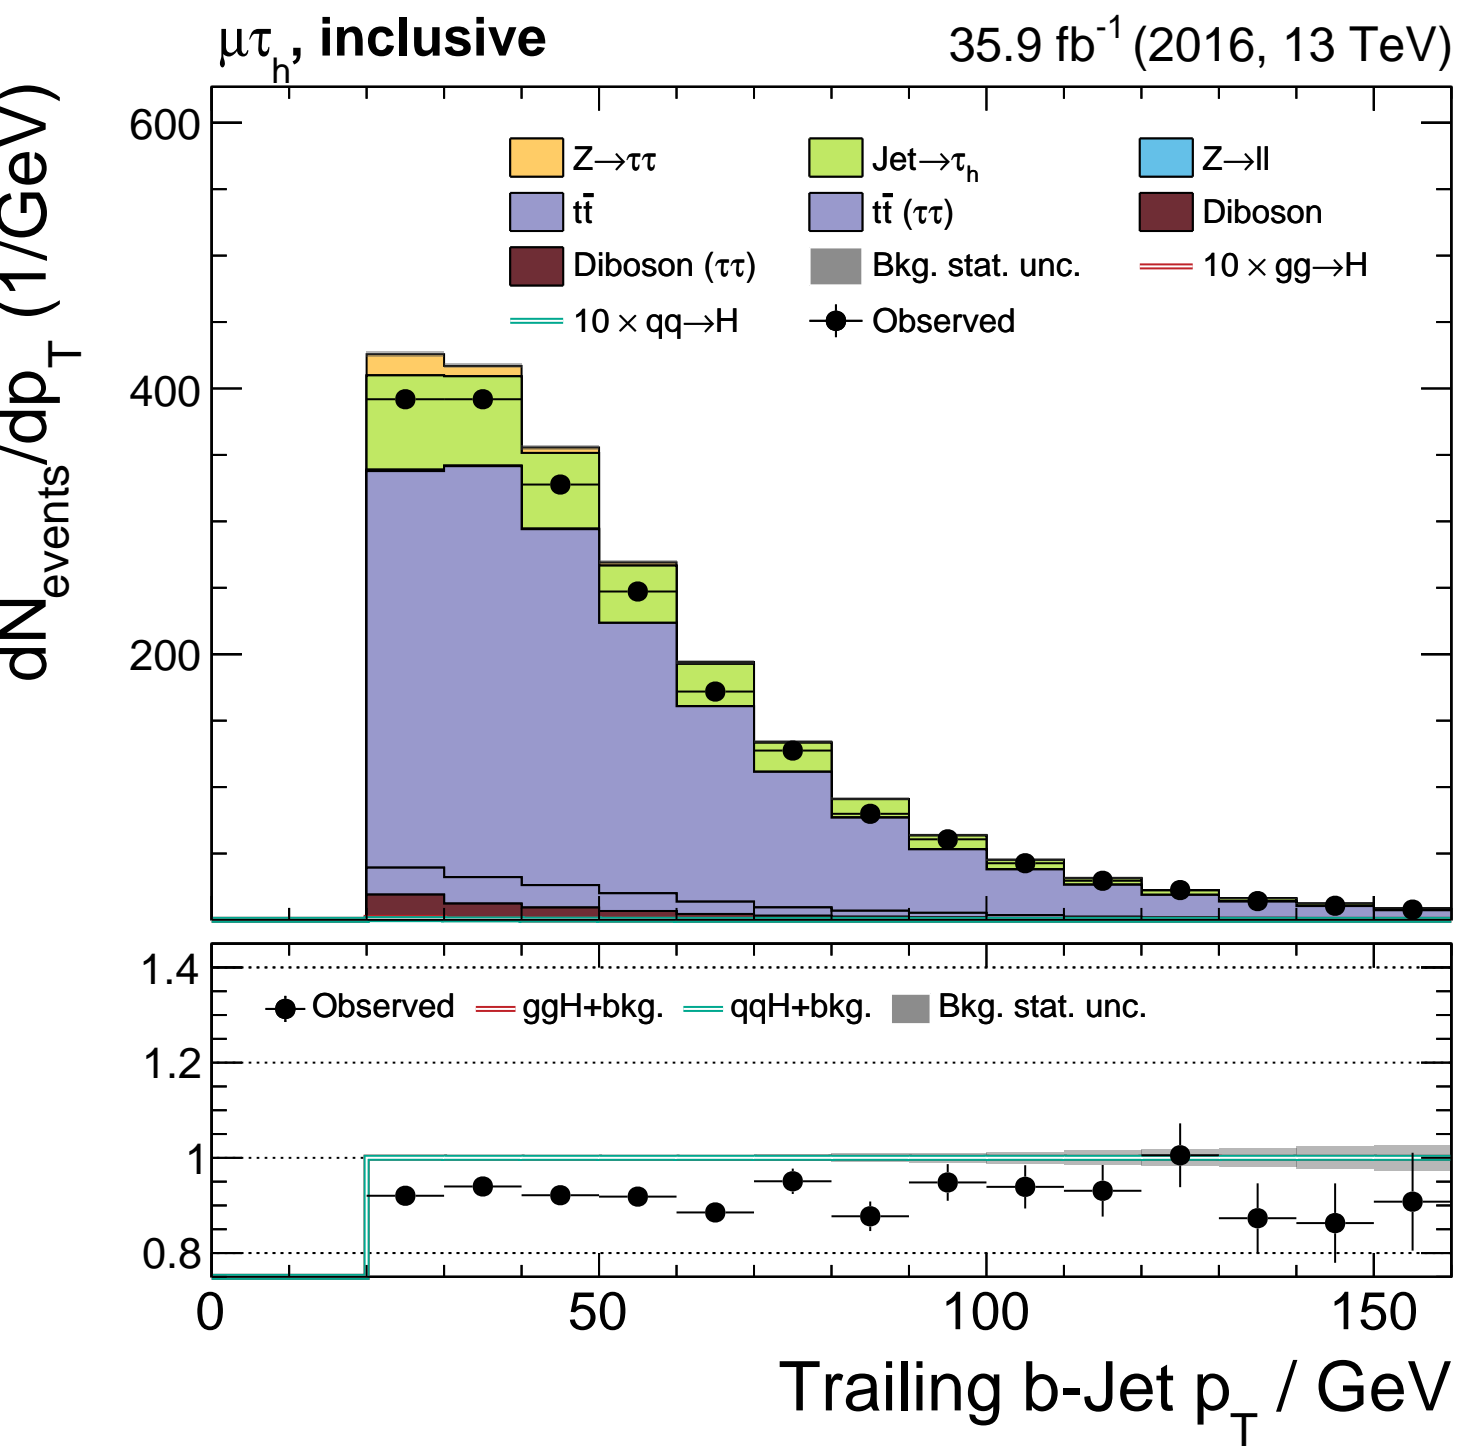 μτh, inclusive 35.9 fb-1 (2016, 13 TeV)
dNevents/dpT (1/GeV)
600
400
200
Z→ττ Jet→τh Z→ll
tt̄ tt̄ (ττ) Diboson
Diboson (ττ) Bkg. stat. unc. 10 × gg→H
10 × qq→H Observed
1.4
1.2
1
0.8
Observed ggH+bkg. qqH+bkg. Bkg. stat. unc.
0 50 100 150
Trailing b-Jet pT / GeV